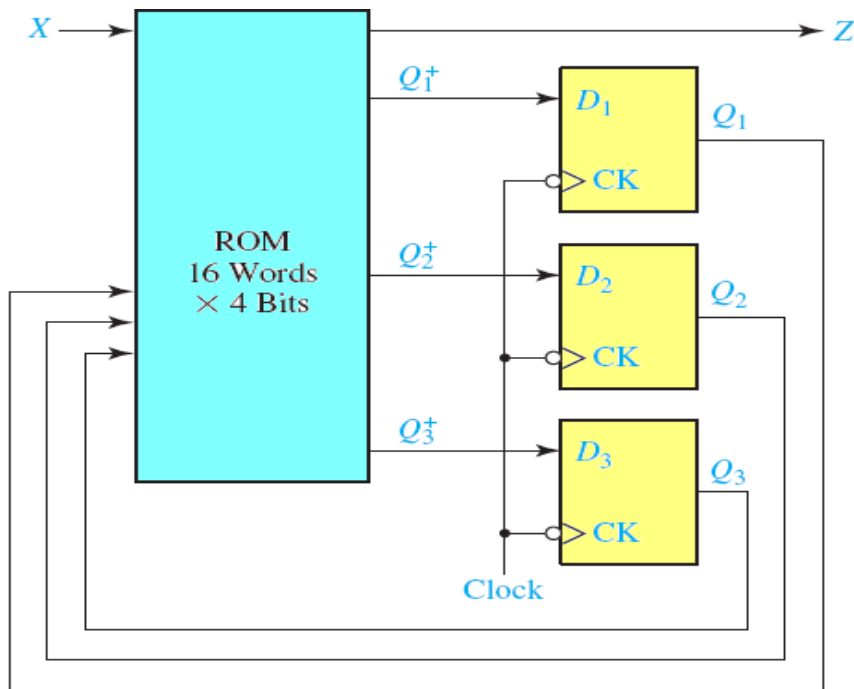 X
Z
Q₁⁺
D₁
Q₁
CK
ROM
16 Words
× 4 Bits
Q₂⁺
D₂
Q₂
CK
Q₃⁺
D₃
Q₃
CK
Clock